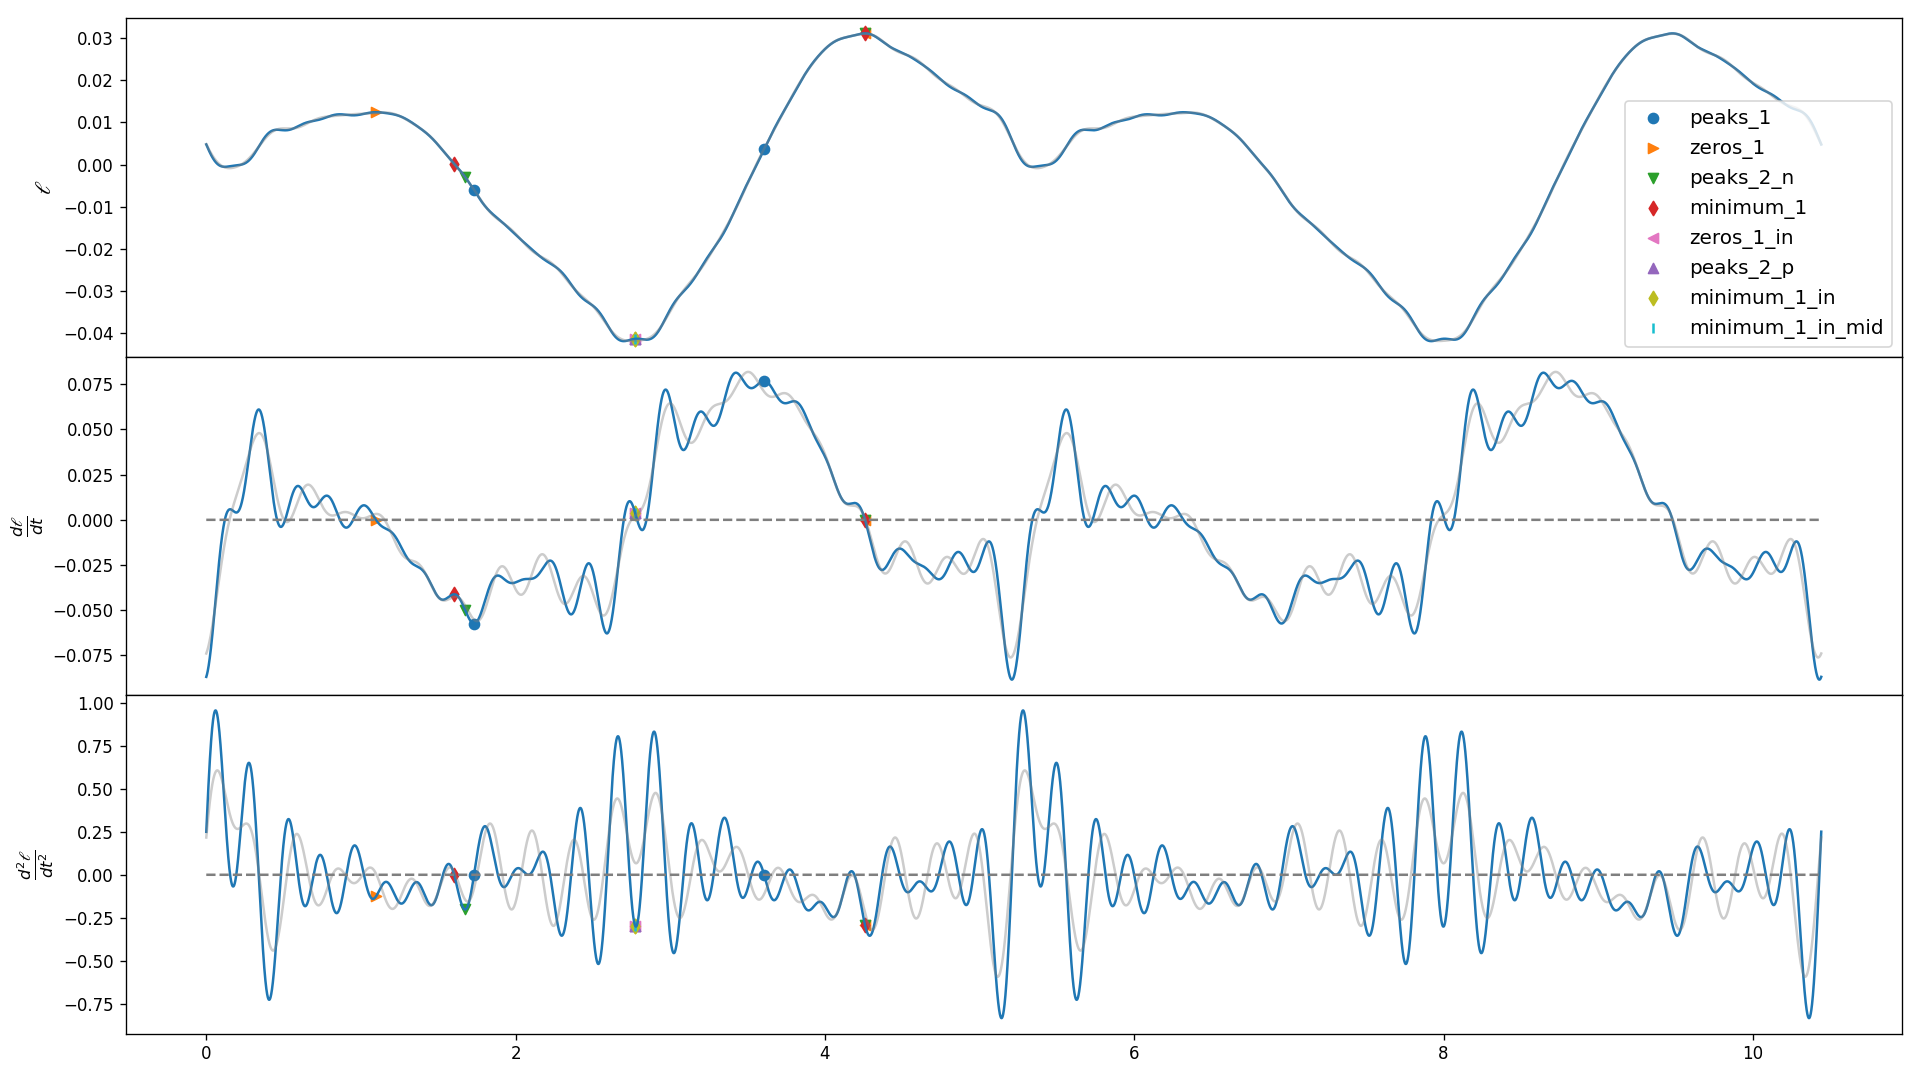 0.03
0.02
0.01
0.00
−0.01
−0.02
−0.03
−0.04
ℓ
peaks_1
zeros_1
peaks_2_n
minimum_1
zeros_1_in
peaks_2_p
minimum_1_in
minimum_1_in_mid
0.075
0.050
0.025
0.000
−0.025
−0.050
−0.075
dℓ/dt
1.00
0.75
0.50
0.25
0.00
−0.25
−0.50
−0.75
d²ℓ/dt²
0 2 4 6 8 10